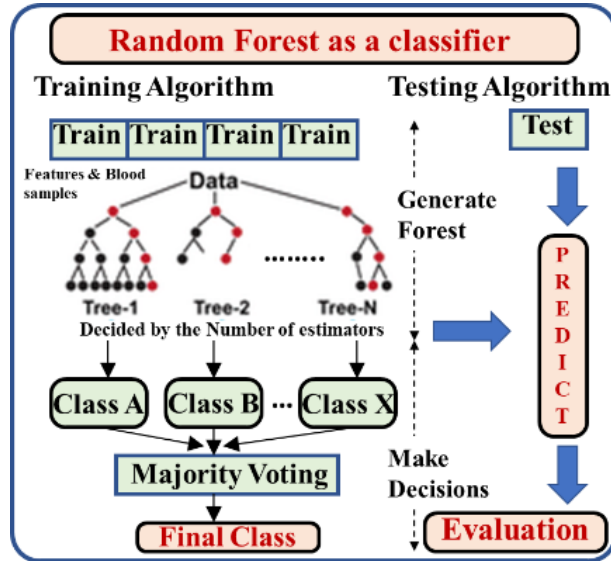 Random Forest as a classifier
Training Algorithm
Train Train Train Train
Features & Blood
samples
Data
........
Tree-1 Tree-2 Tree-N
Decided by the Number of estimators
Class A Class B ... Class X
Majority Voting
Final Class
Generate
Forest
Make
Decisions
Testing Algorithm
Test
P
R
E
D
I
C
T
Evaluation